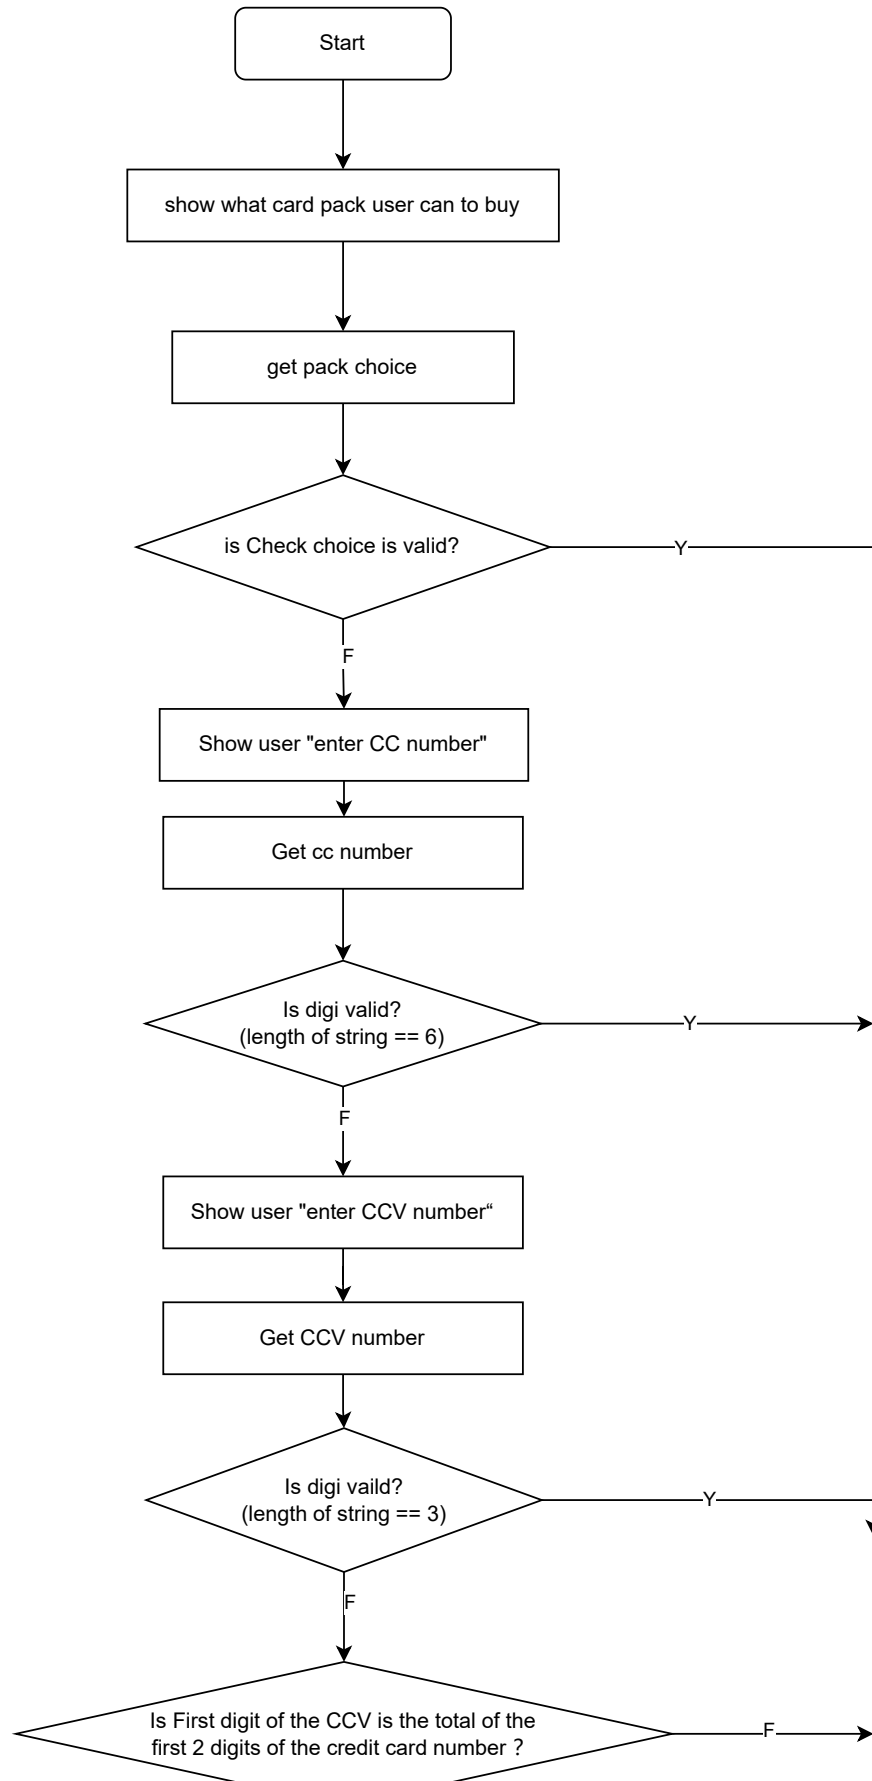 Start
show what card pack user can to buy
get pack choice
is Check choice is valid?
Y
F
Show user "enter CC number"
Get cc number
Is digi valid?
(length of string == 6)
Y
F
Show user "enter CCV number“
Get CCV number
Is digi vaild?
(length of string == 3)
Y
F
Is First digit of the CCV is the total of the
first 2 digits of the credit card number ?
F